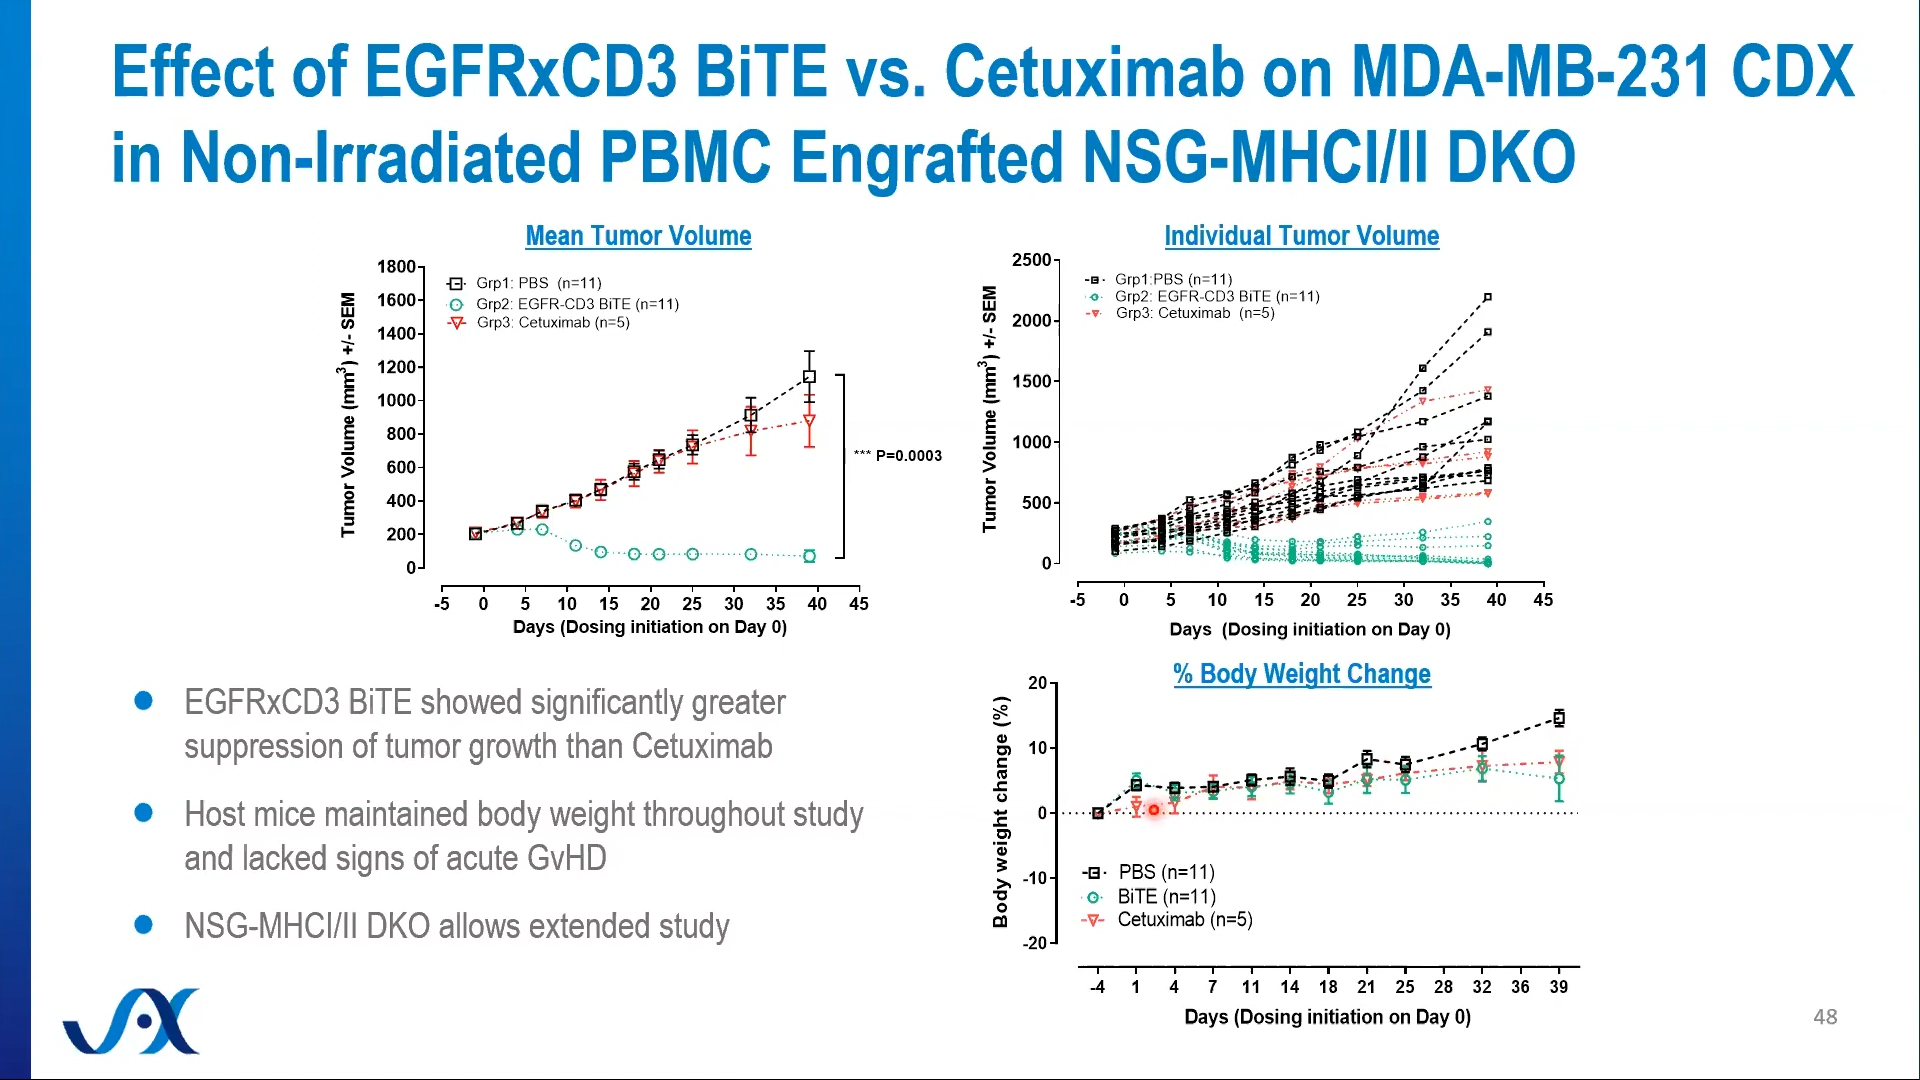 Effect of EGFRxCD3 BiTE vs. Cetuximab on MDA-MB-231 CDX
in Non-Irradiated PBMC Engrafted NSG-MHCI/II DKO
Mean Tumor Volume
Tumor Volume (mm3) +/- SEM
1800
1600
1400
1200
1000
800
600
400
200
0
Grp1: PBS (n=11)
Grp2: EGFR-CD3 BiTE (n=11)
Grp3: Cetuximab (n=5)
*** P=0.0003
-5 0 5 10 15 20 25 30 35 40 45
Days (Dosing initiation on Day 0)
Individual Tumor Volume
Tumor Volume (mm3) +/- SEM
2500
2000
1500
1000
500
0
Grp1:PBS (n=11)
Grp2: EGFR-CD3 BiTE (n=11)
Grp3: Cetuximab (n=5)
-5 0 5 10 15 20 25 30 35 40 45
Days (Dosing initiation on Day 0)
EGFRxCD3 BiTE showed significantly greater
suppression of tumor growth than Cetuximab
Host mice maintained body weight throughout study
and lacked signs of acute GvHD
NSG-MHCI/II DKO allows extended study
% Body Weight Change
Body weight change (%)
20
10
0
-10
-20
PBS (n=11)
BiTE (n=11)
Cetuximab (n=5)
-4 1 4 7 11 14 18 21 25 28 32 36 39
Days (Dosing initiation on Day 0)
JAX
48